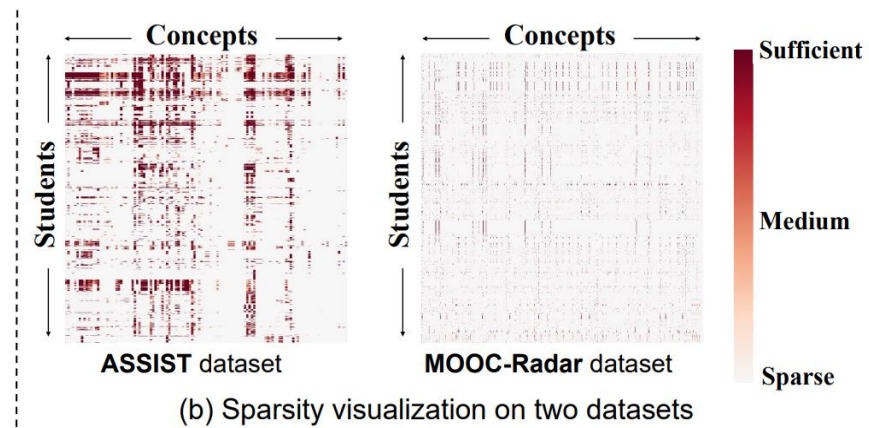 Concepts
Concepts
Students
Students
Sufficient
Medium
Sparse
ASSIST dataset
MOOC-Radar dataset
(b) Sparsity visualization on two datasets